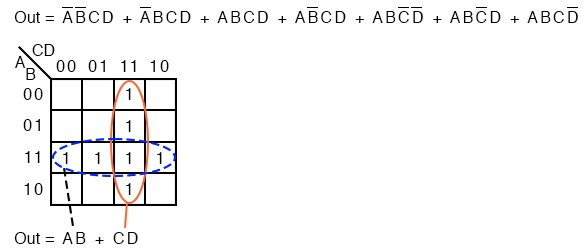 Out = A̅B̅CD + A̅BCD + ABCD + AB̅CD + ABC̅D̅ + ABC̅D + ABCD̅
CD
A
B
00 01 11 10
00 1
01 1
11 1 1 1 1
10 1
Out = AB + CD